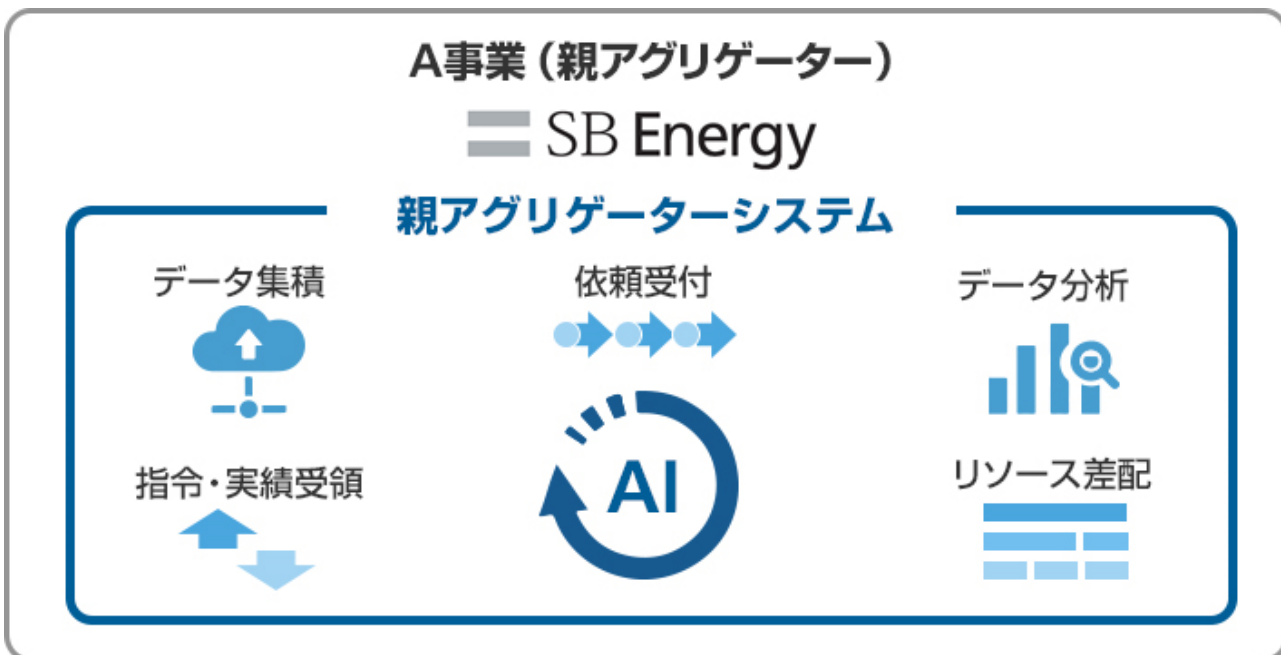 A事業（親アグリゲーター）
SB Energy
親アグリゲーターシステム
データ集積
依頼受付
データ分析
指令・実績受領
AI
リソース差配